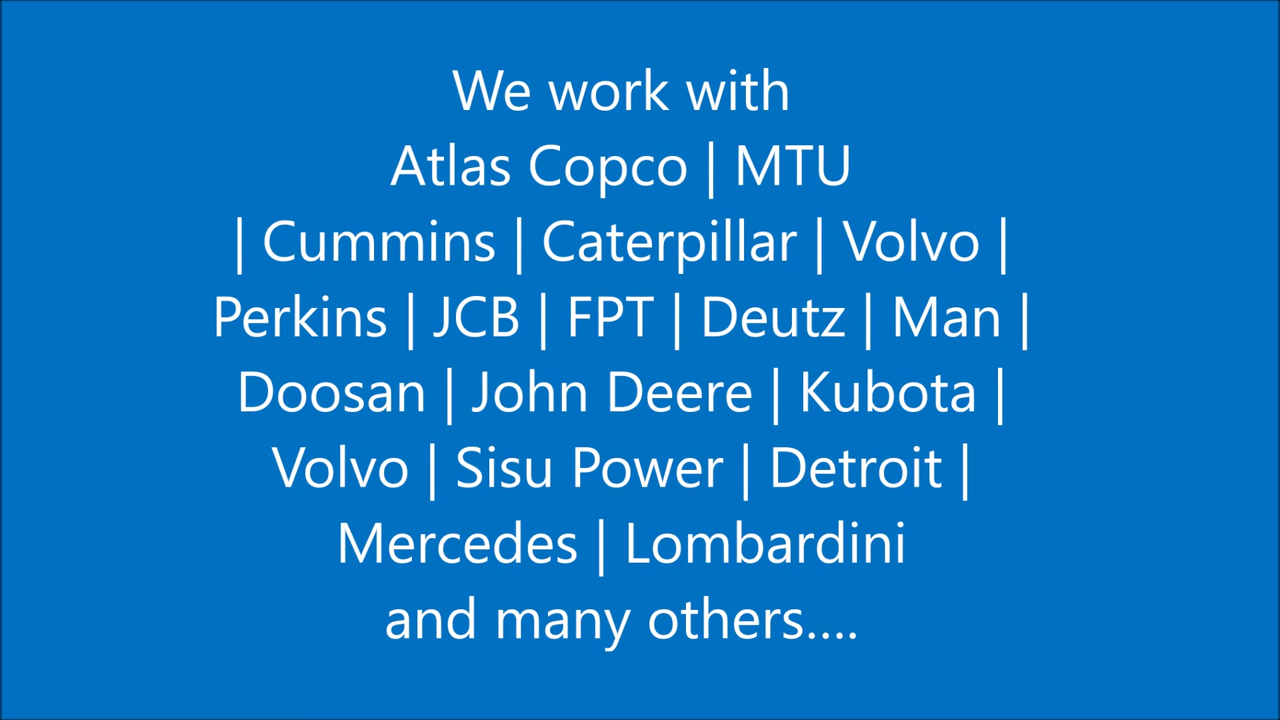 We work with
Atlas Copco | MTU
| Cummins | Caterpillar | Volvo |
Perkins | JCB | FPT | Deutz | Man |
Doosan | John Deere | Kubota |
Volvo | Sisu Power | Detroit |
Mercedes | Lombardini
and many others....